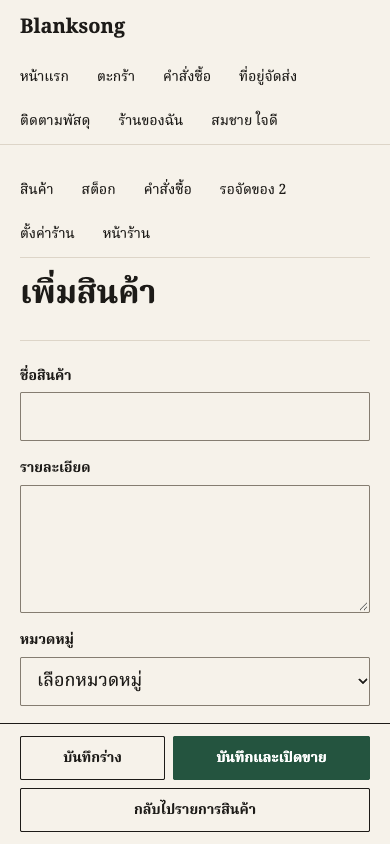 Blanksong
หน้าแรก ตะกร้า คำสั่งซื้อ ที่อยู่จัดส่ง
ติดตามพัสดุ ร้านของฉัน สมชาย ใจดี
สินค้า สต็อก คำสั่งซื้อ รอจัดของ 2
ตั้งค่าร้าน หน้าร้าน
เพิ่มสินค้า
ชื่อสินค้า
รายละเอียด
หมวดหมู่
เลือกหมวดหมู่
บันทึกร่าง บันทึกและเปิดขาย
กลับไปรายการสินค้า